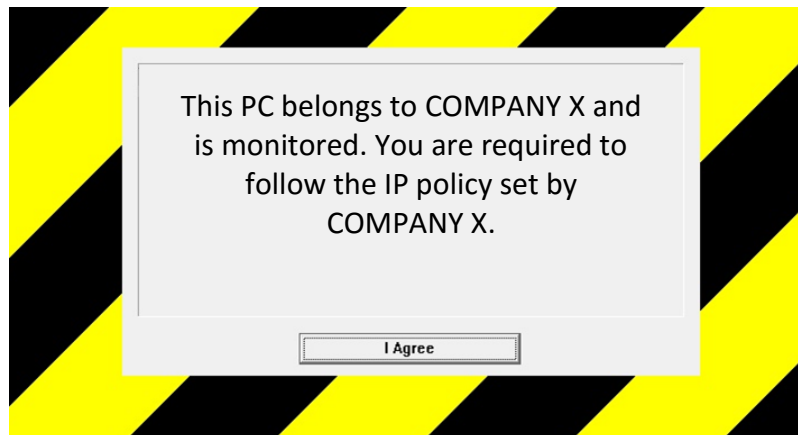 This PC belongs to COMPANY X and
is monitored. You are required to
follow the IP policy set by
COMPANY X.
I Agree